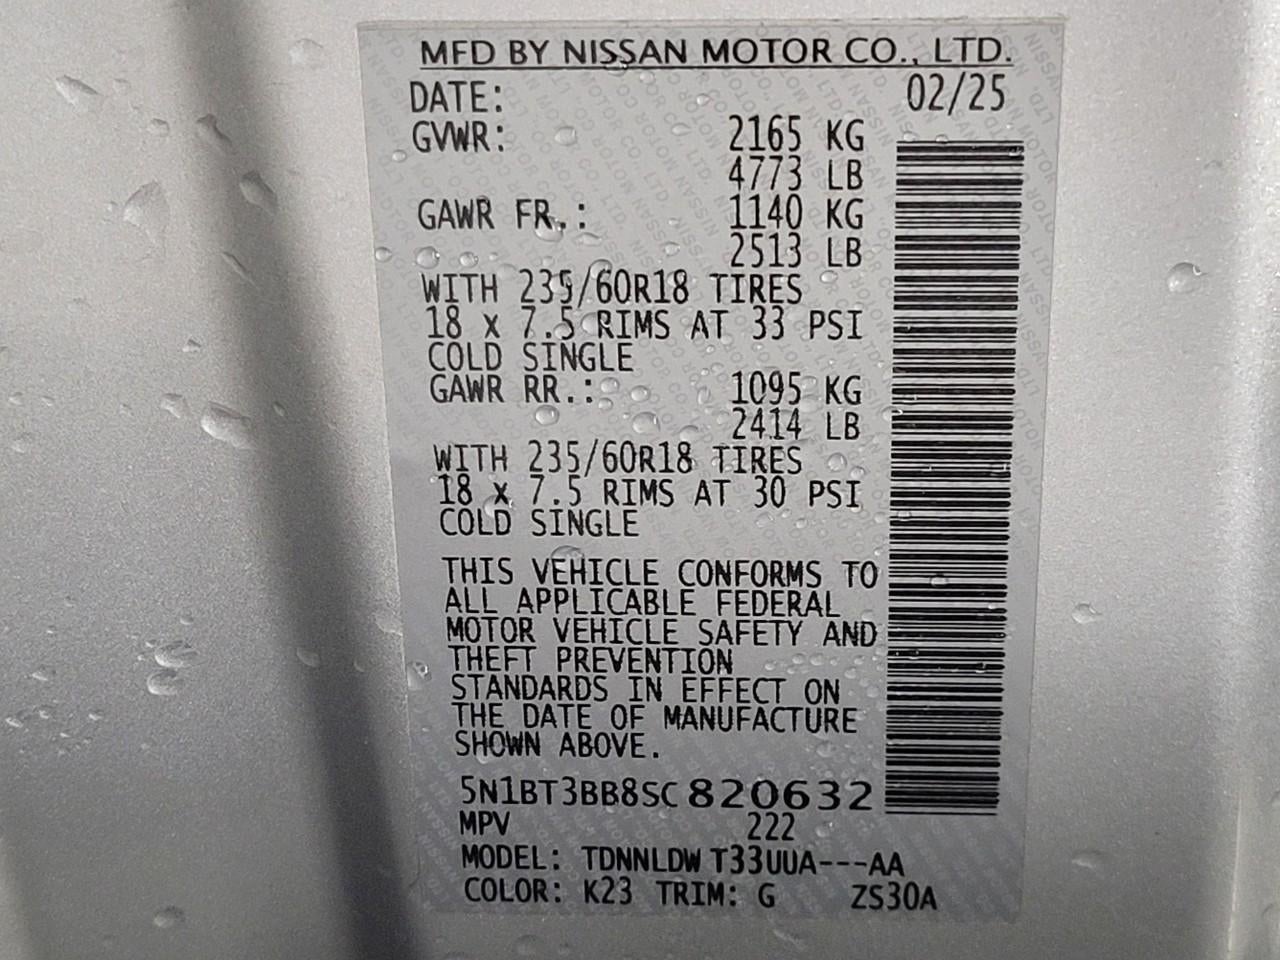 MFD BY NISSAN MOTOR CO., LTD.
DATE: 02/25
GVWR: 2165 KG
4773 LB
GAWR FR.: 1140 KG
2513 LB
WITH 235/60R18 TIRES
18 x 7.5 RIMS AT 33 PSI
COLD SINGLE
GAWR RR.: 1095 KG
2414 LB
WITH 235/60R18 TIRES
18 x 7.5 RIMS AT 30 PSI
COLD SINGLE
THIS VEHICLE CONFORMS TO
ALL APPLICABLE FEDERAL
MOTOR VEHICLE SAFETY AND
THEFT PREVENTION
STANDARDS IN EFFECT ON
THE DATE OF MANUFACTURE
SHOWN ABOVE.
5N1BT3BB8SC820632
MPV 222
MODEL: TDNNLDW T33UUA---AA
COLOR: K23 TRIM: G ZS30A